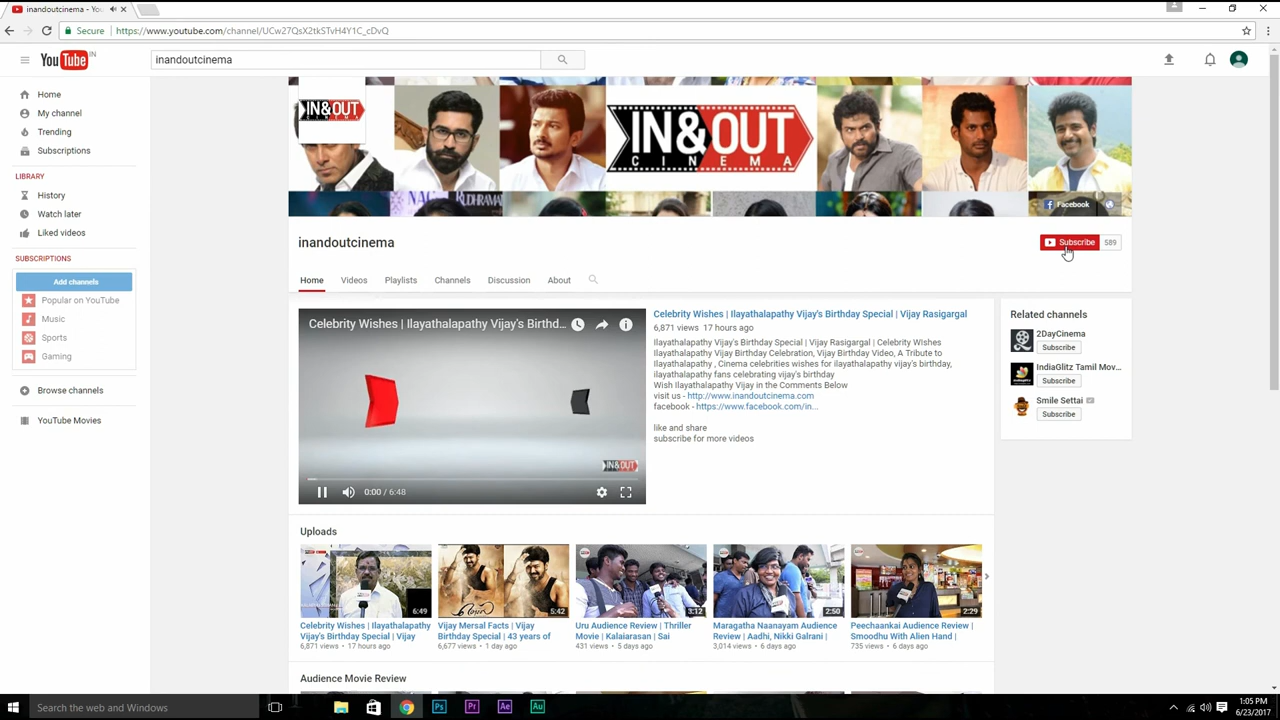 inandoutcinema - You
Secure
https://www.youtube.com/channel/UCw27QsX2tkSTvH4Y1C_cDvQ
YouTube IN
inandoutcinema
Home
My channel
Trending
Subscriptions
LIBRARY
History
Watch later
Liked videos
SUBSCRIPTIONS
Add channels
Popular on YouTube
Music
Sports
Gaming
Browse channels
YouTube Movies
IN&OUT
CINEMA
IN&OUT
CINEMA
Facebook
inandoutcinema
Subscribe 589
Home Videos Playlists Channels Discussion About
Celebrity Wishes | Ilayathalapathy Vijay's Birthd...
IN&OUT
0:00 / 6:48
Celebrity Wishes | Ilayathalapathy Vijay's Birthday Special | Vijay Rasigargal
6,871 views 17 hours ago
Ilayathalapathy Vijay's Birthday Special | Vijay Rasigargal | Celebrity WIshes
Ilayathalapathy Vijay Birthday Celebration, Vijay Birthday Video, A Tribute to
Ilayathalapathy , Cinema celebrities wishes for ilayathalapathy vijay's birthday,
ilayathalapathy fans celebrating vijay's birthday
Wish Ilayathalapathy Vijay in the Comments Below
visit us - http://www.inandoutcinema.com
facebook - https://www.facebook.com/in...
like and share
subscribe for more videos
Related channels
2DayCinema
Subscribe
IndiaGlitz Tamil Mov...
Subscribe
Smile Settai
Subscribe
Uploads
6:49
Celebrity Wishes | Ilayathalapathy
Vijay's Birthday Special | Vijay
6,871 views • 17 hours ago
5:42
Vijay Mersal Facts | Vijay
Birthday Special | 43 years of
6,677 views • 1 day ago
3:12
Uru Audience Review | Thriller
Movie | Kalaiarasan | Sai
431 views • 5 days ago
2:50
Maragatha Naanayam Audience
Review | Aadhi, Nikki Galrani |
3,014 views • 6 days ago
2:29
Peechaankai Audience Review |
Smoodhu With Alien Hand |
735 views • 6 days ago
Audience Movie Review
Search the web and Windows
Ps
Pr
Ae
Au
1:05 PM
6/23/2017